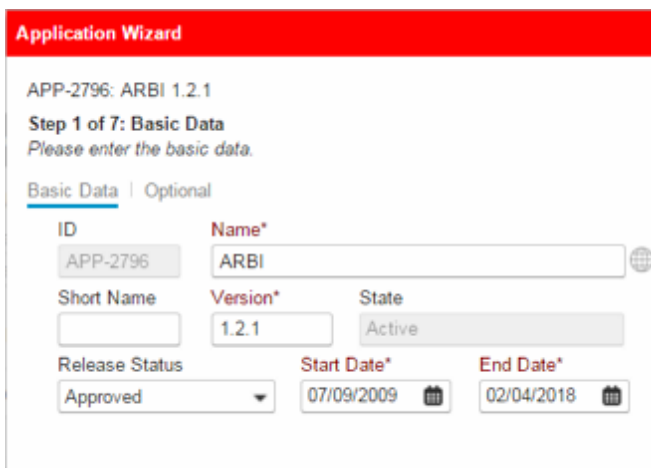 Application Wizard
APP-2796: ARBI 1.2.1
Step 1 of 7: Basic Data
Please enter the basic data.
Basic Data | Optional
ID Name*
APP-2796 ARBI
Short Name Version* State
1.2.1 Active
Release Status Start Date* End Date*
Approved 07/09/2009 02/04/2018